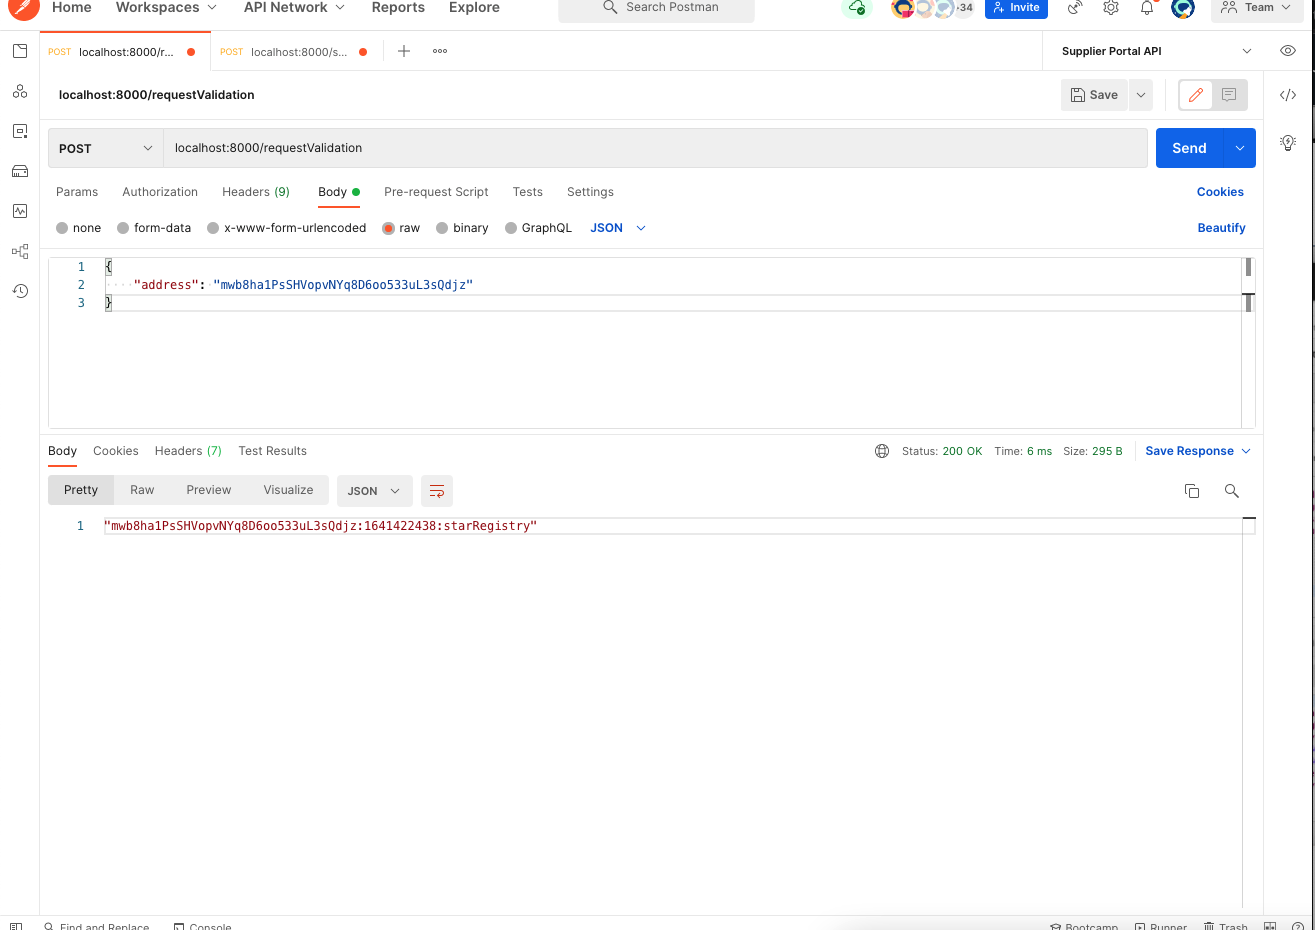 Home Workspaces API Network Reports Explore Search Postman 34 Invite Team
POST localhost:8000/r... POST localhost:8000/s... Supplier Portal API
localhost:8000/requestValidation Save
POST localhost:8000/requestValidation Send
Params Authorization Headers (9) Body Pre-request Script Tests Settings Cookies
none form-data x-www-form-urlencoded raw binary GraphQL JSON Beautify
1 {
2 "address": "mwb8ha1PsSHVopvNYq8D6oo533uL3sQdjz"
3 }
Body Cookies Headers (7) Test Results Status: 200 OK Time: 6 ms Size: 295 B Save Response
Pretty Raw Preview Visualize JSON
1 "mwb8ha1PsSHVopvNYq8D6oo533uL3sQdjz:1641422438:starRegistry"
Find and Replace Console Bootcamp Runner Trash